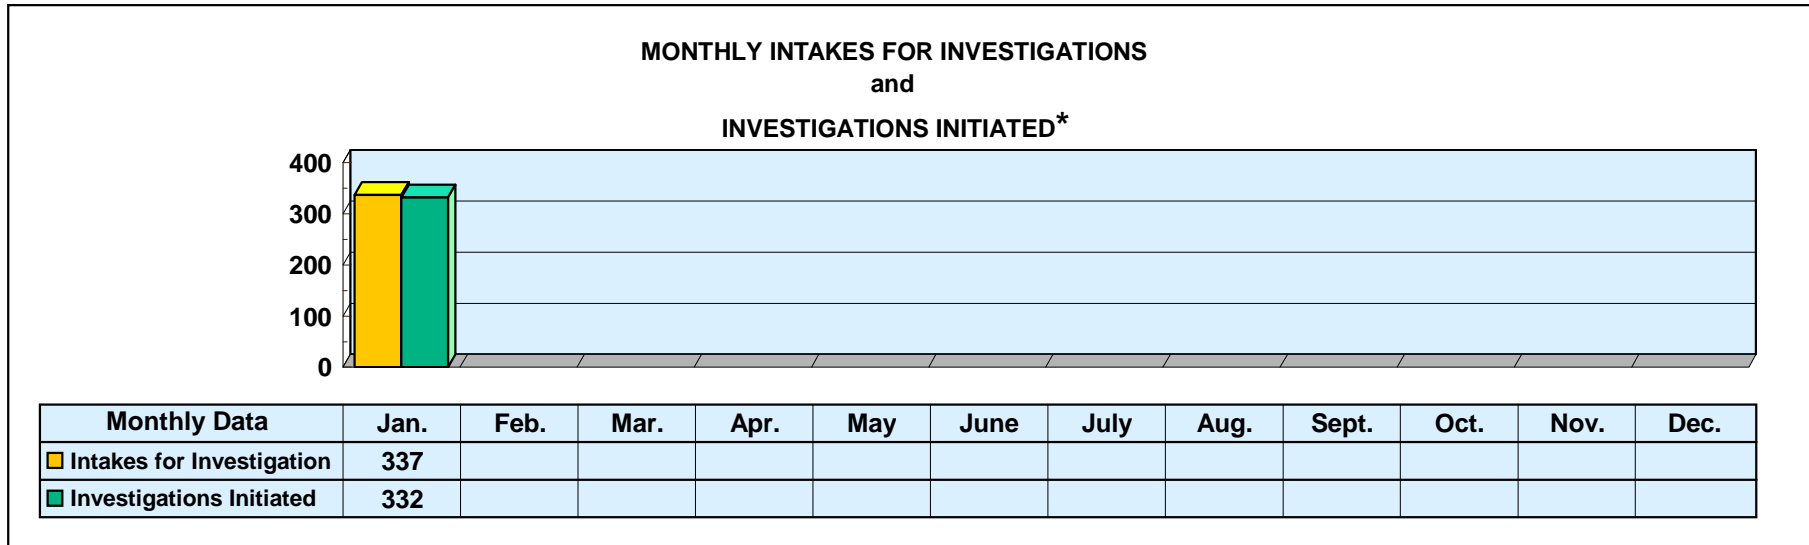 MONTHLY INTAKES FOR INVESTIGATIONS
and
INVESTIGATIONS INITIATED*
400
300
200
100
0
Monthly Data Jan. Feb. Mar. Apr. May June July Aug. Sept. Oct. Nov. Dec.
Intakes for Investigation 337
Investigations Initiated 332